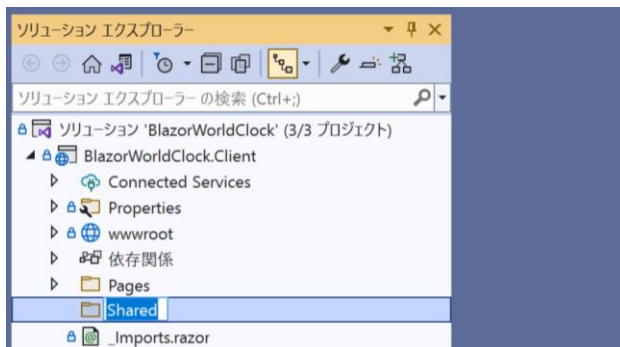 ソリューション エクスプローラー
ソリューション エクスプローラー の検索 (Ctrl+;)
ソリューション 'BlazorWorldClock' (3/3 プロジェクト)
BlazorWorldClock.Client
Connected Services
Properties
wwwroot
依存関係
Pages
Shared
_Imports.razor